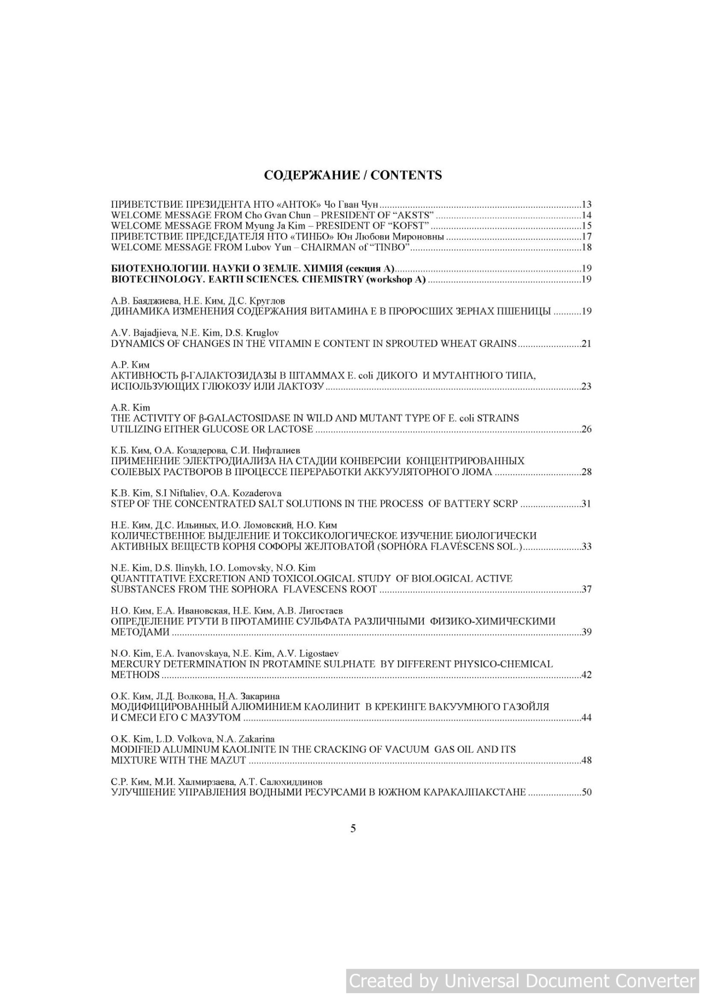 СОДЕРЖАНИЕ / CONTENTS
ПРИВЕТСТВИЕ ПРЕЗИДЕНТА НТО «АНТОК» Чо Гван Чун....................13
WELCOME MESSAGE FROM Cho Gvan Chun – PRESIDENT OF “AKSTS” ....................14
WELCOME MESSAGE FROM Myung Ja Kim – PRESIDENT OF “KOFST”....................15
ПРИВЕТСТВИЕ ПРЕДСЕДАТЕЛЯ НТО «ТИНБО» Юн Любови Мироновны....................17
WELCOME MESSAGE FROM Lubov Yun – CHAIRMAN of “TINBO”....................18
БИОТЕХНОЛОГИИ. НАУКИ О ЗЕМЛЕ. ХИМИЯ (секция А)....................19
BIOTECHNOLOGY. EARTH SCIENCES. CHEMISTRY (workshop A) ....................19
А.В. Баяджиева, Н.Е. Ким, Д.С. Круглов
ДИНАМИКА ИЗМЕНЕНИЯ СОДЕРЖАНИЯ ВИТАМИНА Е В ПРОРОСШИХ ЗЕРНАХ ПШЕНИЦЫ ...........19
A.V. Bajadjieva, N.E. Kim, D.S. Kruglov
DYNAMICS OF CHANGES IN THE VITAMIN E CONTENT IN SPROUTED WHEAT GRAINS....................21
А.Р. Ким
АКТИВНОСТЬ β-ГАЛАКТОЗИДАЗЫ В ШТАММАХ E. coli ДИКОГО И МУТАНТНОГО ТИПА,
ИСПОЛЬЗУЮЩИХ ГЛЮКОЗУ ИЛИ ЛАКТОЗУ ....................23
A.R. Kim
THE ACTIVITY OF β-GALACTOSIDASE IN WILD AND MUTANT TYPE OF E. coli STRAINS
UTILIZING EITHER GLUCOSE OR LACTOSE ....................26
К.Б. Ким, О.А. Козадерова, С.И. Нифталиев
ПРИМЕНЕНИЕ ЭЛЕКТРОДИАЛИЗА НА СТАДИИ КОНВЕРСИИ КОНЦЕНТРИРОВАННЫХ
СОЛЕВЫХ РАСТВОРОВ В ПРОЦЕССЕ ПЕРЕРАБОТКИ АККУУЛЯТОРНОГО ЛОМА ....................28
K.B. Kim, S.I Niftaliev, O.A. Kozaderova
STEP OF THE CONCENTRATED SALT SOLUTIONS IN THE PROCESS OF BATTERY SCRP ....................31
Н.Е. Ким, Д.С. Ильиных, И.О. Ломовский, Н.О. Ким
КОЛИЧЕСТВЕННОЕ ВЫДЕЛЕНИЕ И ТОКСИКОЛОГИЧЕСКОЕ ИЗУЧЕНИЕ БИОЛОГИЧЕСКИ
АКТИВНЫХ ВЕЩЕСТВ КОРНЯ СОФОРЫ ЖЕЛТОВАТОЙ (SOPHÓRA FLAVÉSCENS SOL.)....................33
N.E. Kim, D.S. Ilinykh, I.O. Lomovsky, N.O. Kim
QUANTITATIVE EXCRETION AND TOXICOLOGICAL STUDY OF BIOLOGICAL ACTIVE
SUBSTANCES FROM THE SOPHORA FLAVESCENS ROOT ....................37
Н.О. Ким, Е.А. Ивановская, Н.Е. Ким, А.В. Лигостаев
ОПРЕДЕЛЕНИЕ РТУТИ В ПРОТАМИНЕ СУЛЬФАТА РАЗЛИЧНЫМИ ФИЗИКО-ХИМИЧЕСКИМИ
МЕТОДАМИ ....................39
N.O. Kim, E.A. Ivanovskaya, N.E. Kim, A.V. Ligostaev
MERCURY DETERMINATION IN PROTAMINE SULPHATE BY DIFFERENT PHYSICO-CHEMICAL
METHODS ....................42
О.К. Ким, Л.Д. Волкова, Н.А. Закарина
МОДИФИЦИРОВАННЫЙ АЛЮМИНИЕМ КАОЛИНИТ В КРЕКИНГЕ ВАКУУМНОГО ГАЗОЙЛЯ
И СМЕСИ ЕГО С МАЗУТОМ ....................44
O.K. Kim, L.D. Volkova, N.A. Zakarina
MODIFIED ALUMINUM KAOLINITE IN THE CRACKING OF VACUUM GAS OIL AND ITS
MIXTURE WITH THE MAZUT ....................48
С.Р. Ким, М.И. Халмирзаева, А.Т. Салохиддинов
УЛУЧШЕНИЕ УПРАВЛЕНИЯ ВОДНЫМИ РЕСУРСАМИ В ЮЖНОМ КАРАКАЛПАКСТАНЕ ....................50
5
Created by Universal Document Converter